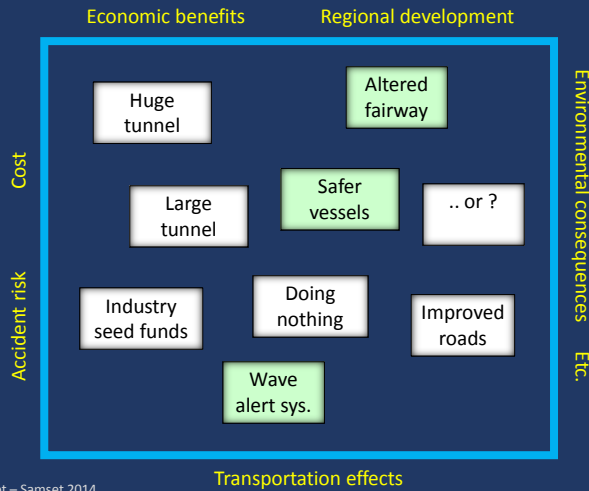 Economic benefits
Regional development
Huge
tunnel
Altered
fairway
Cost
Environmental consequences
Large
tunnel
Safer
vessels
.. or ?
Accident risk
Industry
seed funds
Doing
nothing
Improved
roads
Etc.
Wave
alert sys.
Transportation effects
– Samset 2014